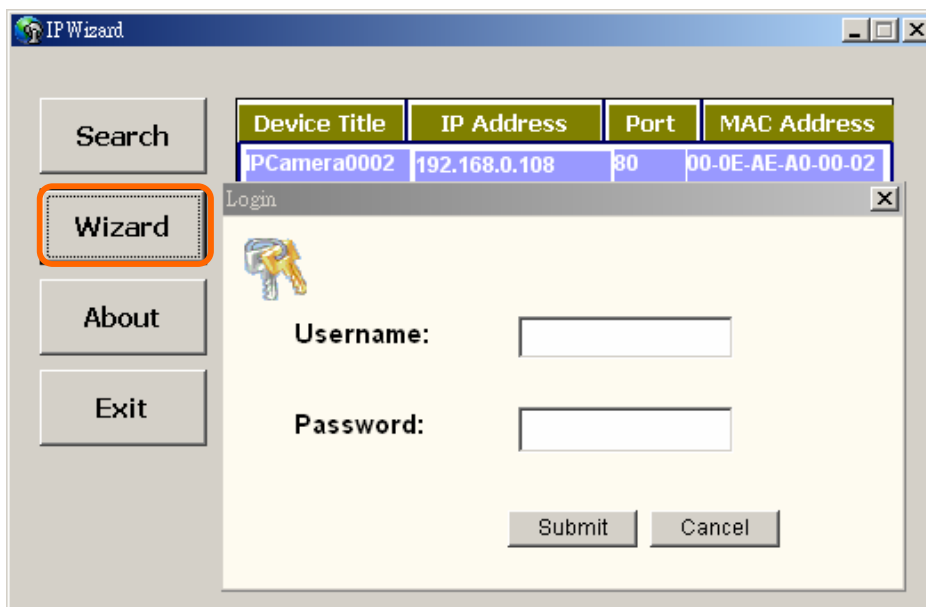 IP Wizard
Search
Device Title IP Address Port MAC Address
IPCamera0002 192.168.0.108 80 00-0E-AE-A0-00-02
Wizard
Login
About
Username:
Exit
Password:
Submit Cancel